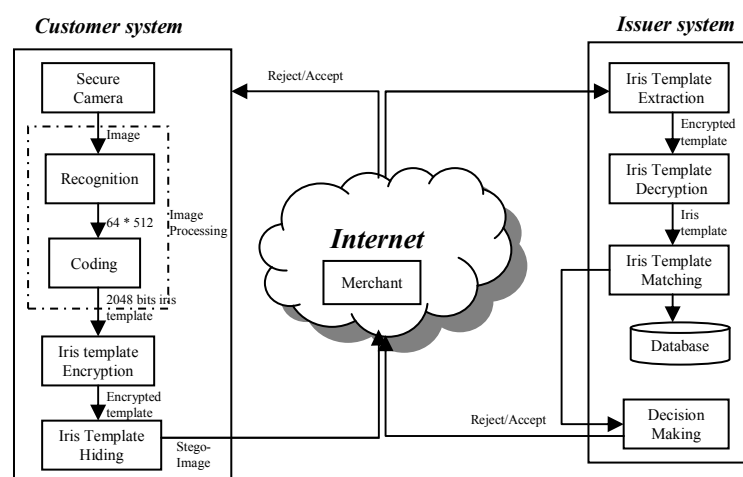 Customer system
Secure
Camera
Image
Recognition
64 * 512
Image
Processing
Coding
2048 bits iris
template
Iris template
Encryption
Encrypted
template
Iris Template
Hiding
Stego-
Image
Reject/Accept
Internet
Merchant
Reject/Accept
Issuer system
Iris Template
Extraction
Encrypted
template
Iris Template
Decryption
Iris
template
Iris Template
Matching
Database
Decision
Making